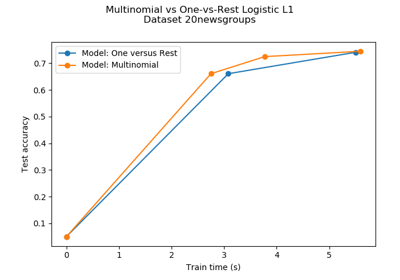 Multinomial vs One-vs-Rest Logistic L1
Dataset 20newsgroups
Model: One versus Rest
Model: Multinomial
0.7
0.6
0.5
0.4
0.3
0.2
0.1
Test accuracy
0 1 2 3 4 5
Train time (s)